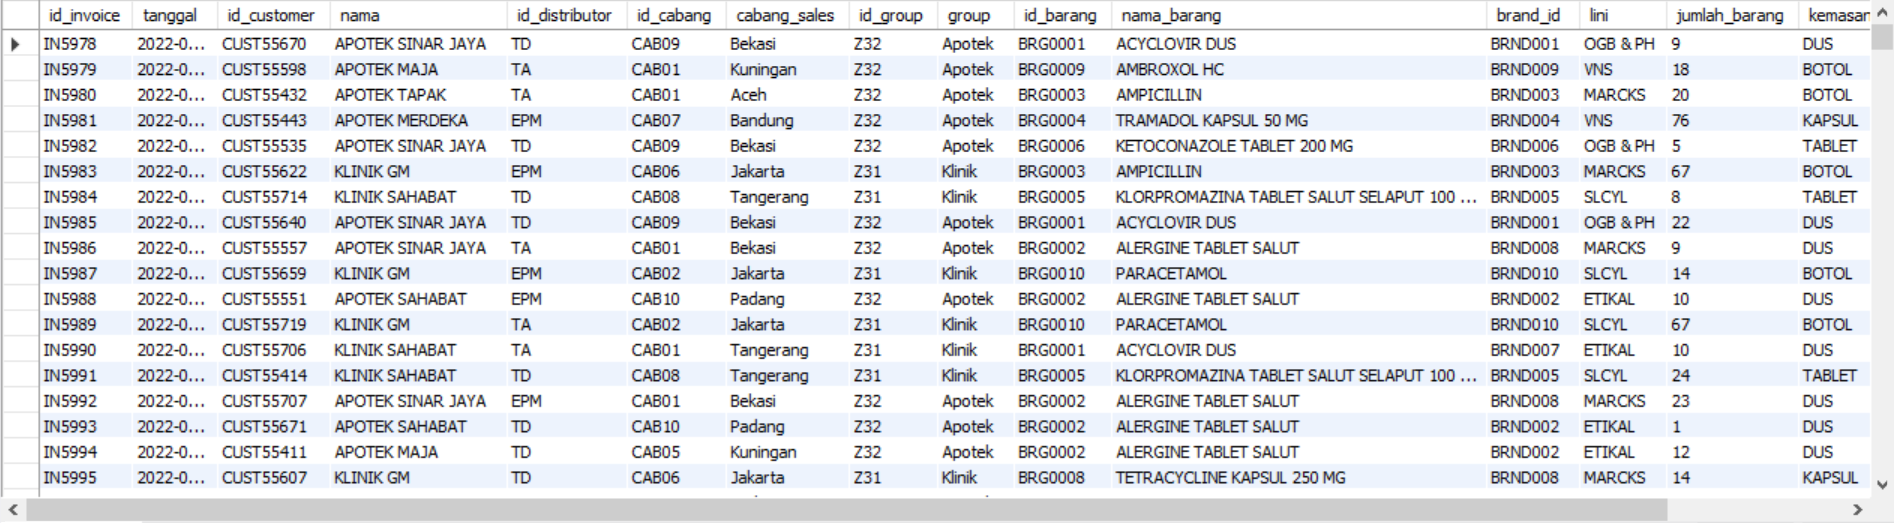 id_invoice tanggal id_customer nama id_distributor id_cabang cabang_sales id_group group id_barang nama_barang brand_id lini jumlah_barang kemasan
IN5978 2022-0... CUST55670 APOTEK SINAR JAYA TD CAB09 Bekasi Z32 Apotek BRG0001 ACYCLOVIR DUS BRND001 OGB & PH 9 DUS
IN5979 2022-0... CUST55598 APOTEK MAJA TA CAB01 Kuningan Z32 Apotek BRG0009 AMBROXOL HC BRND009 VNS 18 BOTOL
IN5980 2022-0... CUST55432 APOTEK TAPAK TA CAB01 Aceh Z32 Apotek BRG0003 AMPICILLIN BRND003 MARCKS 20 BOTOL
IN5981 2022-0... CUST55443 APOTEK MERDEKA EPM CAB07 Bandung Z32 Apotek BRG0004 TRAMADOL KAPSUL 50 MG BRND004 VNS 76 KAPSUL
IN5982 2022-0... CUST55535 APOTEK SINAR JAYA TD CAB09 Bekasi Z32 Apotek BRG0006 KETOCONAZOLE TABLET 200 MG BRND006 OGB & PH 5 TABLET
IN5983 2022-0... CUST55622 KLINIK GM EPM CAB06 Jakarta Z31 Klinik BRG0003 AMPICILLIN BRND003 MARCKS 67 BOTOL
IN5984 2022-0... CUST55714 KLINIK SAHABAT TD CAB08 Tangerang Z31 Klinik BRG0005 KLORPROMAZINA TABLET SALUT SELAPUT 100 ... BRND005 SLCYL 8 TABLET
IN5985 2022-0... CUST55640 APOTEK SINAR JAYA TD CAB09 Bekasi Z32 Apotek BRG0001 ACYCLOVIR DUS BRND001 OGB & PH 22 DUS
IN5986 2022-0... CUST55557 APOTEK SINAR JAYA TA CAB01 Bekasi Z32 Apotek BRG0002 ALERGINE TABLET SALUT BRND008 MARCKS 9 DUS
IN5987 2022-0... CUST55659 KLINIK GM EPM CAB02 Jakarta Z31 Klinik BRG0010 PARACETAMOL BRND010 SLCYL 14 BOTOL
IN5988 2022-0... CUST55551 APOTEK SAHABAT EPM CAB10 Padang Z32 Apotek BRG0002 ALERGINE TABLET SALUT BRND002 ETIKAL 10 DUS
IN5989 2022-0... CUST55719 KLINIK GM TA CAB02 Jakarta Z31 Klinik BRG0010 PARACETAMOL BRND010 SLCYL 67 BOTOL
IN5990 2022-0... CUST55706 KLINIK SAHABAT TA CAB01 Tangerang Z31 Klinik BRG0001 ACYCLOVIR DUS BRND007 ETIKAL 10 DUS
IN5991 2022-0... CUST55414 KLINIK SAHABAT TD CAB08 Tangerang Z31 Klinik BRG0005 KLORPROMAZINA TABLET SALUT SELAPUT 100 ... BRND005 SLCYL 24 TABLET
IN5992 2022-0... CUST55707 APOTEK SINAR JAYA EPM CAB01 Bekasi Z32 Apotek BRG0002 ALERGINE TABLET SALUT BRND008 MARCKS 23 DUS
IN5993 2022-0... CUST55671 APOTEK SAHABAT TD CAB10 Padang Z32 Apotek BRG0002 ALERGINE TABLET SALUT BRND002 ETIKAL 1 DUS
IN5994 2022-0... CUST55411 APOTEK MAJA TD CAB05 Kuningan Z32 Apotek BRG0002 ALERGINE TABLET SALUT BRND002 ETIKAL 12 DUS
IN5995 2022-0... CUST55607 KLINIK GM TD CAB06 Jakarta Z31 Klinik BRG0008 TETRACYCLINE KAPSUL 250 MG BRND008 MARCKS 14 KAPSUL